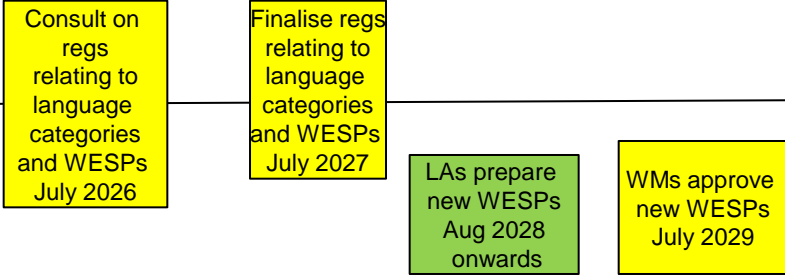 Consult on
regs
relating to
language
categories
and WESPs
July 2026
Finalise regs
relating to
language
categories
and WESPs
July 2027
LAs prepare
new WESPs
Aug 2028
onwards
WMs approve
new WESPs
July 2029